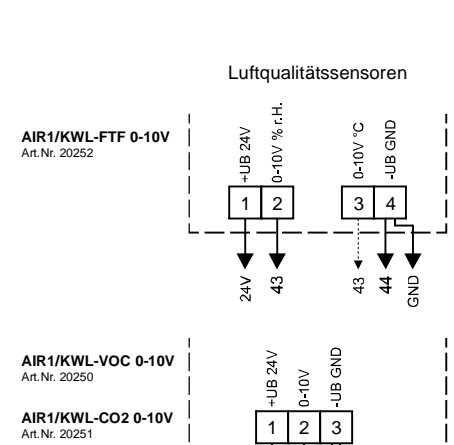 Luftqualitätssensoren
AIR1/KWL-FTF 0-10V
Art.Nr. 20252
+UB 24V
0-10V % r.H.
0-10V °C
-UB GND
1 2 3 4
24V
43
43
44
GND
AIR1/KWL-VOC 0-10V
Art.Nr. 20250
AIR1/KWL-CO2 0-10V
Art.Nr. 20251
+UB 24V
0-10V
-UB GND
1 2 3